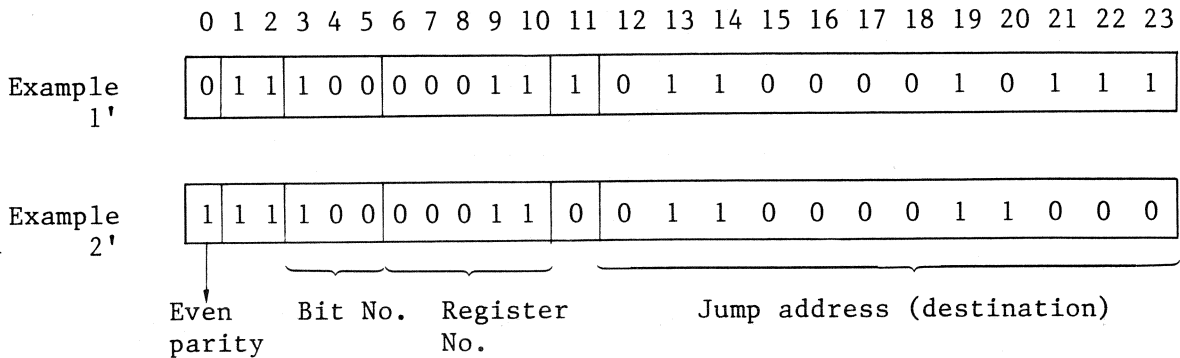 0 1 2 3 4 5 6 7 8 9 10 11 12 13 14 15 16 17 18 19 20 21 22 23
Example 1'
0 1 1 1 0 0 0 0 0 1 1 1 0 1 1 0 0 0 0 1 0 1 1 1
Example 2'
1 1 1 1 0 0 0 0 0 1 1 0 0 1 1 0 0 0 0 1 1 0 0 0
Even parity
Bit No.
Register No.
Jump address (destination)